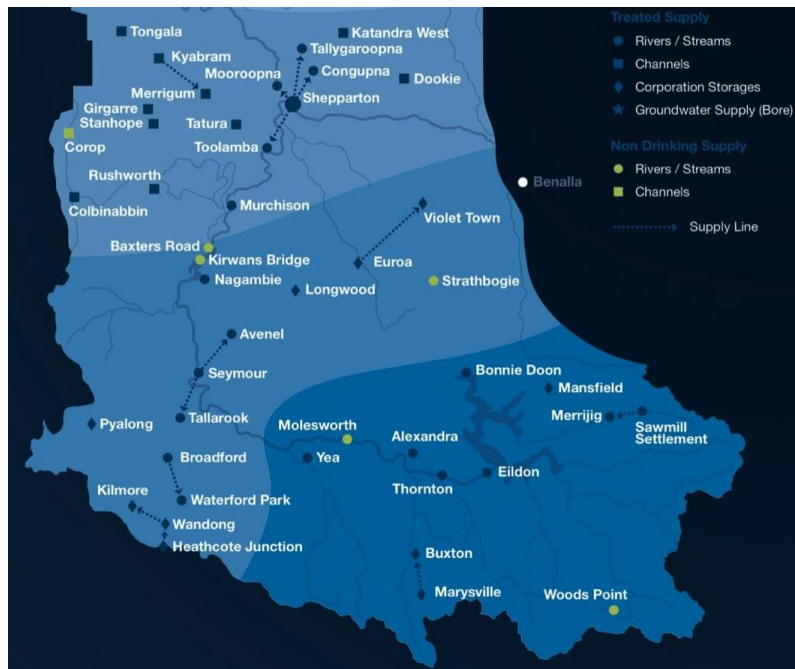 Tongala
Katandra West
Kyabram
Tallygaroopna
Mooroopna
Congupna
Dookie
Merrigum
Shepparton
Girgarre
Stanhope
Tatura
Corop
Toolamba
Rushworth
Colbinabbin
Murchison
Benalla
Violet Town
Baxters Road
Kirwans Bridge
Euroa
Nagambie
Longwood
Strathbogie
Avenel
Seymour
Bonnie Doon
Mansfield
Tallarook
Pyalong
Molesworth
Merrijig
Sawmill
Settlement
Alexandra
Broadford
Yea
Thornton
Eildon
Kilmore
Waterford Park
Wandong
Heathcote Junction
Buxton
Marysville
Woods Point
Treated Supply
Rivers / Streams
Channels
Corporation Storages
Groundwater Supply (Bore)
Non Drinking Supply
Rivers / Streams
Channels
Supply Line